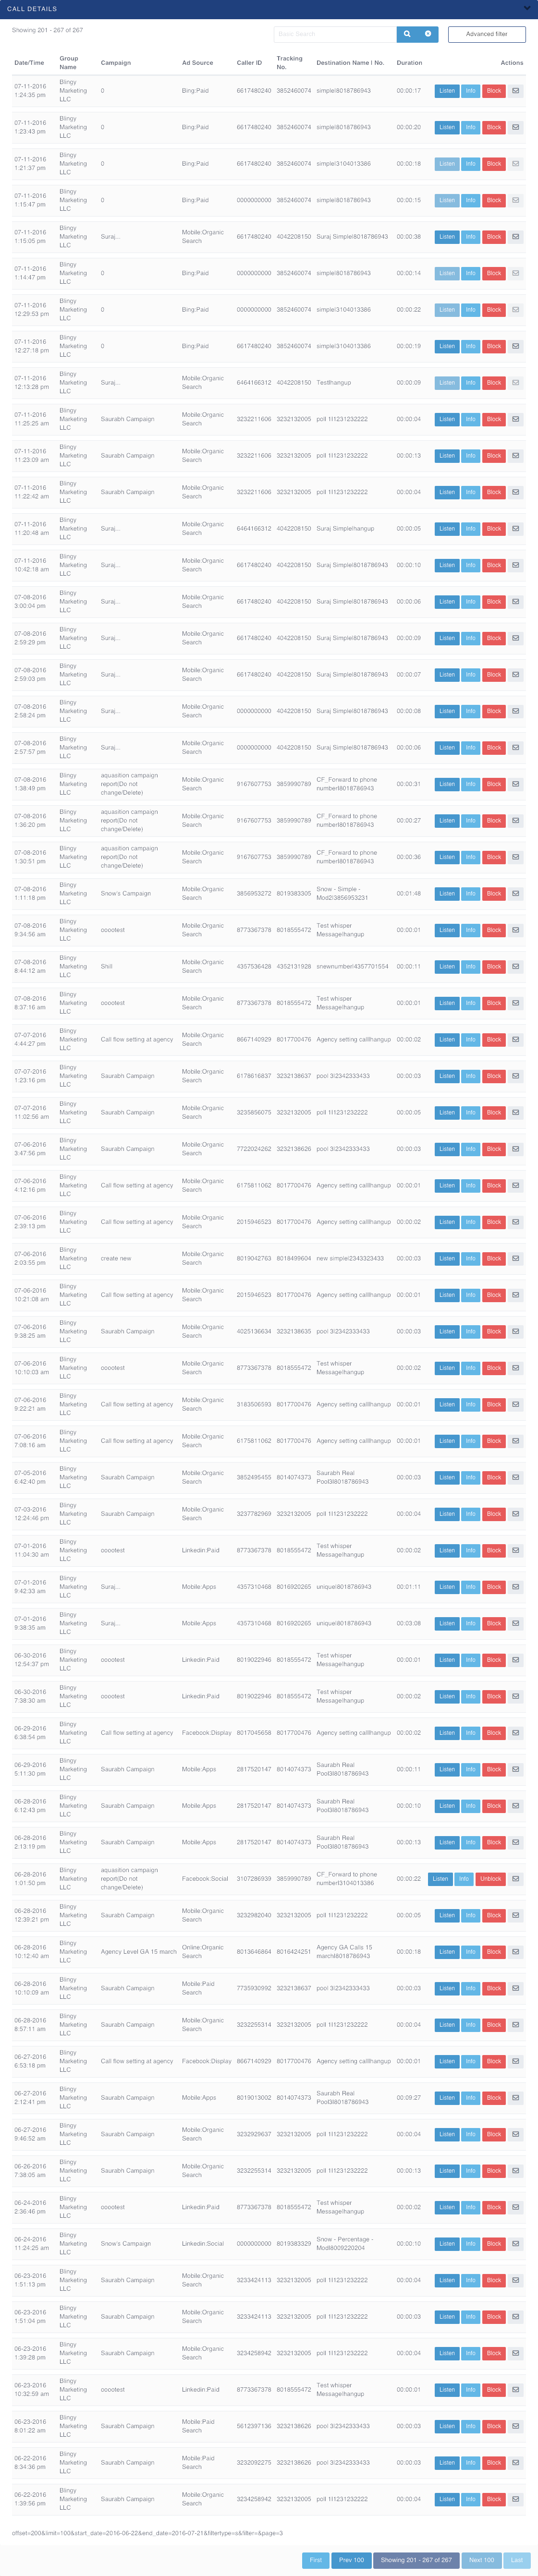 CALL DETAILS
Showing 201 - 267 of 267
Basic Search
Advanced filter
Date/Time Group Name Campaign Ad Source Caller ID Tracking No. Destination Name | No. Duration Actions
07-11-2016 1:24:35 pm Blingy Marketing LLC 0 Bing:Paid 6617480240 3852460074 simple|8018786943 00:00:17 Listen Info Block
07-11-2016 1:23:43 pm Blingy Marketing LLC 0 Bing:Paid 6617480240 3852460074 simple|8018786943 00:00:20 Listen Info Block
07-11-2016 1:21:37 pm Blingy Marketing LLC 0 Bing:Paid 6617480240 3852460074 simple|3104013386 00:00:18 Listen Info Block
07-11-2016 1:15:47 pm Blingy Marketing LLC 0 Bing:Paid 0000000000 3852460074 simple|8018786943 00:00:15 Listen Info Block
07-11-2016 1:15:05 pm Blingy Marketing LLC Suraj... Mobile:Organic Search 6617480240 4042208150 Suraj Simple|8018786943 00:00:38 Listen Info Block
07-11-2016 1:14:47 pm Blingy Marketing LLC 0 Bing:Paid 0000000000 3852460074 simple|8018786943 00:00:14 Listen Info Block
07-11-2016 12:29:53 pm Blingy Marketing LLC 0 Bing:Paid 0000000000 3852460074 simple|3104013386 00:00:22 Listen Info Block
07-11-2016 12:27:18 pm Blingy Marketing LLC 0 Bing:Paid 6617480240 3852460074 simple|3104013386 00:00:19 Listen Info Block
07-11-2016 12:13:28 pm Blingy Marketing LLC Suraj... Mobile:Organic Search 6464166312 4042208150 Test|hangup 00:00:09 Listen Info Block
07-11-2016 11:25:25 am Blingy Marketing LLC Saurabh Campaign Mobile:Organic Search 3232211606 3232132005 poll 1|1231232222 00:00:04 Listen Info Block
07-11-2016 11:23:09 am Blingy Marketing LLC Saurabh Campaign Mobile:Organic Search 3232211606 3232132005 poll 1|1231232222 00:00:13 Listen Info Block
07-11-2016 11:22:42 am Blingy Marketing LLC Saurabh Campaign Mobile:Organic Search 3232211606 3232132005 poll 1|1231232222 00:00:04 Listen Info Block
07-11-2016 11:20:48 am Blingy Marketing LLC Suraj... Mobile:Organic Search 6464166312 4042208150 Suraj Simple|hangup 00:00:05 Listen Info Block
07-11-2016 10:42:18 am Blingy Marketing LLC Suraj... Mobile:Organic Search 6617480240 4042208150 Suraj Simple|8018786943 00:00:10 Listen Info Block
07-08-2016 3:00:04 pm Blingy Marketing LLC Suraj... Mobile:Organic Search 6617480240 4042208150 Suraj Simple|8018786943 00:00:06 Listen Info Block
07-08-2016 2:59:29 pm Blingy Marketing LLC Suraj... Mobile:Organic Search 6617480240 4042208150 Suraj Simple|8018786943 00:00:09 Listen Info Block
07-08-2016 2:59:03 pm Blingy Marketing LLC Suraj... Mobile:Organic Search 6617480240 4042208150 Suraj Simple|8018786943 00:00:07 Listen Info Block
07-08-2016 2:58:24 pm Blingy Marketing LLC Suraj... Mobile:Organic Search 0000000000 4042208150 Suraj Simple|8018786943 00:00:08 Listen Info Block
07-08-2016 2:57:57 pm Blingy Marketing LLC Suraj... Mobile:Organic Search 0000000000 4042208150 Suraj Simple|8018786943 00:00:06 Listen Info Block
07-08-2016 1:38:49 pm Blingy Marketing LLC aquasition campaign report(Do not change/Delete) Mobile:Organic Search 9167607753 3859990789 CF_Forward to phone number|8018786943 00:00:31 Listen Info Block
07-08-2016 1:36:20 pm Blingy Marketing LLC aquasition campaign report(Do not change/Delete) Mobile:Organic Search 9167607753 3859990789 CF_Forward to phone number|8018786943 00:00:27 Listen Info Block
07-08-2016 1:30:51 pm Blingy Marketing LLC aquasition campaign report(Do not change/Delete) Mobile:Organic Search 9167607753 3859990789 CF_Forward to phone number|8018786943 00:00:36 Listen Info Block
07-08-2016 1:11:18 pm Blingy Marketing LLC Snow's Campaign Mobile:Organic Search 3856953272 8019383305 Snow - Simple - Mod2|3856953231 00:01:48 Listen Info Block
07-08-2016 9:34:56 am Blingy Marketing LLC ooootest Mobile:Organic Search 8773367378 8018555472 Test whisper Message|hangup 00:00:01 Listen Info Block
07-08-2016 8:44:12 am Blingy Marketing LLC Shill Mobile:Organic Search 4357536428 4352131928 snewnumber|4357701554 00:00:11 Listen Info Block
07-08-2016 8:37:16 am Blingy Marketing LLC ooootest Mobile:Organic Search 8773367378 8018555472 Test whisper Message|hangup 00:00:01 Listen Info Block
07-07-2016 4:44:27 pm Blingy Marketing LLC Call flow setting at agency Mobile:Organic Search 8667140929 8017700476 Agency setting call|hangup 00:00:02 Listen Info Block
07-07-2016 1:23:16 pm Blingy Marketing LLC Saurabh Campaign Mobile:Organic Search 6178616837 3232138637 pool 3|2342333433 00:00:03 Listen Info Block
07-07-2016 11:02:56 am Blingy Marketing LLC Saurabh Campaign Mobile:Organic Search 3235856075 3232132005 poll 1|1231232222 00:00:05 Listen Info Block
07-06-2016 3:47:56 pm Blingy Marketing LLC Saurabh Campaign Mobile:Organic Search 7722024262 3232138626 pool 3|2342333433 00:00:03 Listen Info Block
07-06-2016 4:12:16 pm Blingy Marketing LLC Call flow setting at agency Mobile:Organic Search 6175811062 8017700476 Agency setting call|hangup 00:00:01 Listen Info Block
07-06-2016 2:39:13 pm Blingy Marketing LLC Call flow setting at agency Mobile:Organic Search 2015946523 8017700476 Agency setting call|hangup 00:00:02 Listen Info Block
07-06-2016 2:03:55 pm Blingy Marketing LLC create new Mobile:Organic Search 8019042763 8018499604 new simple|2343323433 00:00:03 Listen Info Block
07-06-2016 10:21:08 am Blingy Marketing LLC Call flow setting at agency Mobile:Organic Search 2015946523 8017700476 Agency setting call|hangup 00:00:01 Listen Info Block
07-06-2016 9:38:25 am Blingy Marketing LLC Saurabh Campaign Mobile:Organic Search 4025136634 3232138635 pool 3|2342333433 00:00:03 Listen Info Block
07-06-2016 10:10:03 am Blingy Marketing LLC ooootest Mobile:Organic Search 8773367378 8018555472 Test whisper Message|hangup 00:00:02 Listen Info Block
07-06-2016 9:22:21 am Blingy Marketing LLC Call flow setting at agency Mobile:Organic Search 3183506593 8017700476 Agency setting call|hangup 00:00:01 Listen Info Block
07-06-2016 7:08:16 am Blingy Marketing LLC Call flow setting at agency Mobile:Organic Search 6175811062 8017700476 Agency setting call|hangup 00:00:01 Listen Info Block
07-05-2016 6:42:40 pm Blingy Marketing LLC Saurabh Campaign Mobile:Organic Search 3852495455 8014074373 Saurabh Real Pool3|8018786943 00:00:03 Listen Info Block
07-03-2016 12:24:46 pm Blingy Marketing LLC Saurabh Campaign Mobile:Organic Search 3237782969 3232132005 poll 1|1231232222 00:00:04 Listen Info Block
07-01-2016 11:04:30 am Blingy Marketing LLC ooootest Linkedin:Paid 8773367378 8018555472 Test whisper Message|hangup 00:00:02 Listen Info Block
07-01-2016 9:42:33 am Blingy Marketing LLC Suraj... Mobile:Apps 4357310468 8016920265 unique|8018786943 00:01:11 Listen Info Block
07-01-2016 9:38:35 am Blingy Marketing LLC Suraj... Mobile:Apps 4357310468 8016920265 unique|8018786943 00:03:08 Listen Info Block
06-30-2016 12:54:37 pm Blingy Marketing LLC ooootest Linkedin:Paid 8019022946 8018555472 Test whisper Message|hangup 00:00:01 Listen Info Block
06-30-2016 7:38:30 am Blingy Marketing LLC ooootest Linkedin:Paid 8019022946 8018555472 Test whisper Message|hangup 00:00:02 Listen Info Block
06-29-2016 6:38:54 pm Blingy Marketing LLC Call flow setting at agency Facebook:Display 8017045658 8017700476 Agency setting call|hangup 00:00:02 Listen Info Block
06-29-2016 5:11:30 pm Blingy Marketing LLC Saurabh Campaign Mobile:Apps 2817520147 8014074373 Saurabh Real Pool3|8018786943 00:00:11 Listen Info Block
06-28-2016 6:12:43 pm Blingy Marketing LLC Saurabh Campaign Mobile:Apps 2817520147 8014074373 Saurabh Real Pool3|8018786943 00:00:10 Listen Info Block
06-28-2016 2:13:19 pm Blingy Marketing LLC Saurabh Campaign Mobile:Apps 2817520147 8014074373 Saurabh Real Pool3|8018786943 00:00:13 Listen Info Block
06-28-2016 1:01:50 pm Blingy Marketing LLC aquasition campaign report(Do not change/Delete) Facebook:Social 3107286939 3859990789 CF_Forward to phone number|3104013386 00:00:22 Listen Info Unblock
06-28-2016 12:39:21 pm Blingy Marketing LLC Saurabh Campaign Mobile:Organic Search 3232982040 3232132005 poll 1|1231232222 00:00:05 Listen Info Block
06-28-2016 10:12:40 am Blingy Marketing LLC Agency Level GA 15 march Online:Organic Search 8013646864 8016424251 Agency GA Calls 15 march|8018786943 00:00:18 Listen Info Block
06-28-2016 10:10:09 am Blingy Marketing LLC Saurabh Campaign Mobile:Paid Search 7735930992 3232138637 pool 3|2342333433 00:00:03 Listen Info Block
06-28-2016 8:57:11 am Blingy Marketing LLC Saurabh Campaign Mobile:Organic Search 3232255314 3232132005 poll 1|1231232222 00:00:04 Listen Info Block
06-27-2016 6:53:18 pm Blingy Marketing LLC Call flow setting at agency Facebook:Display 8667140929 8017700476 Agency setting call|hangup 00:00:01 Listen Info Block
06-27-2016 2:12:41 pm Blingy Marketing LLC Saurabh Campaign Mobile:Apps 8019013002 8014074373 Saurabh Real Pool3|8018786943 00:09:27 Listen Info Block
06-27-2016 9:46:52 am Blingy Marketing LLC Saurabh Campaign Mobile:Organic Search 3232929637 3232132005 poll 1|1231232222 00:00:04 Listen Info Block
06-26-2016 7:38:05 am Blingy Marketing LLC Saurabh Campaign Mobile:Organic Search 3232255314 3232132005 poll 1|1231232222 00:00:13 Listen Info Block
06-24-2016 2:36:46 pm Blingy Marketing LLC ooootest Linkedin:Paid 8773367378 8018555472 Test whisper Message|hangup 00:00:02 Listen Info Block
06-24-2016 11:24:25 am Blingy Marketing LLC Snow's Campaign Linkedin:Social 0000000000 8019383329 Snow - Percentage - Mod|8009220204 00:00:10 Listen Info Block
06-23-2016 1:51:13 pm Blingy Marketing LLC Saurabh Campaign Mobile:Organic Search 3233424113 3232132005 poll 1|1231232222 00:00:04 Listen Info Block
06-23-2016 1:51:04 pm Blingy Marketing LLC Saurabh Campaign Mobile:Organic Search 3233424113 3232132005 poll 1|1231232222 00:00:03 Listen Info Block
06-23-2016 1:39:28 pm Blingy Marketing LLC Saurabh Campaign Mobile:Organic Search 3234258942 3232132005 poll 1|1231232222 00:00:04 Listen Info Block
06-23-2016 10:32:59 am Blingy Marketing LLC ooootest Linkedin:Paid 8773367378 8018555472 Test whisper Message|hangup 00:00:01 Listen Info Block
06-23-2016 8:01:22 am Blingy Marketing LLC Saurabh Campaign Mobile:Paid Search 5612397136 3232138626 pool 3|2342333433 00:00:03 Listen Info Block
06-22-2016 8:34:36 pm Blingy Marketing LLC Saurabh Campaign Mobile:Paid Search 3232092275 3232138626 pool 3|2342333433 00:00:03 Listen Info Block
06-22-2016 1:39:56 pm Blingy Marketing LLC Saurabh Campaign Mobile:Organic Search 3234258942 3232132005 poll 1|1231232222 00:00:04 Listen Info Block
offset=200&limit=100&start_date=2016-06-22&end_date=2016-07-21&filtertype=s&filter=&page=3
First Prev 100 Showing 201 - 267 of 267 Next 100 Last